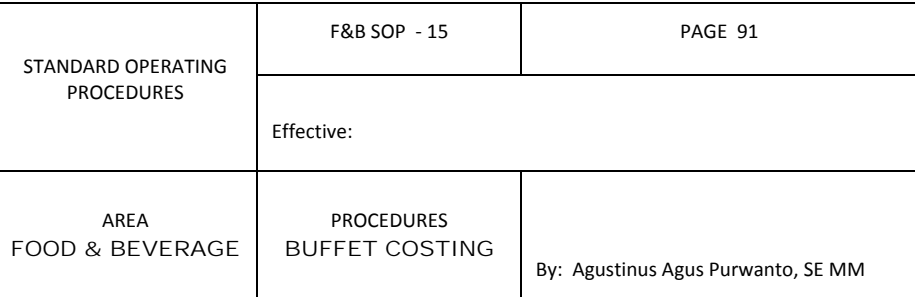 STANDARD OPERATING
PROCEDURES
F&B SOP - 15
PAGE 91
Effective:
AREA
FOOD & BEVERAGE
PROCEDURES
BUFFET COSTING
By: Agustinus Agus Purwanto, SE MM